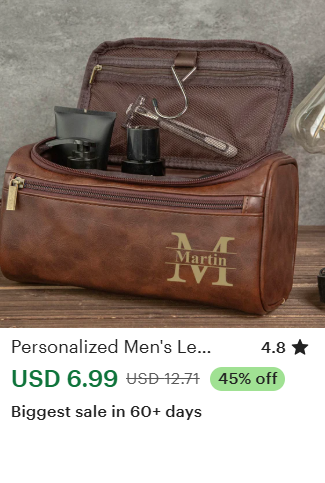 M
Martin
Personalized Men's Le...
4.8 ★
USD 6.99 USD 12.71 45% off
Biggest sale in 60+ days